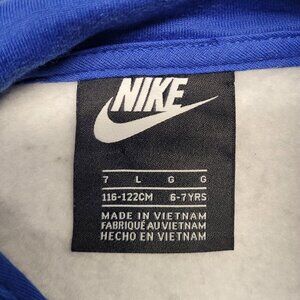 NIKE
7 L G G
116-122CM 6-7YRS
MADE IN VIETNAM
FABRIQUÉ AU VIETNAM
HECHO EN VIETNAM